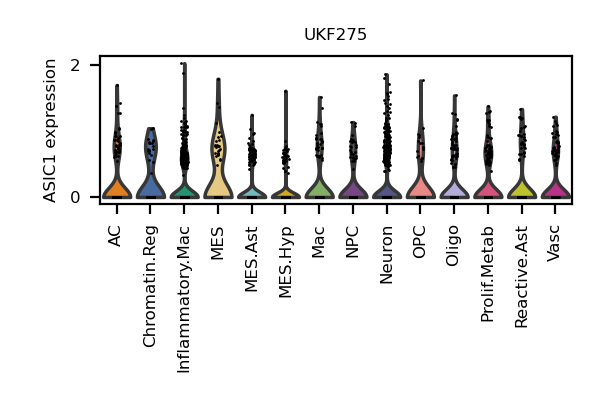 UKF275
ASIC1 expression
2
0
AC
Chromatin.Reg
Inflammatory.Mac
MES
MES.Ast
MES.Hyp
Mac
NPC
Neuron
OPC
Oligo
Prolif.Metab
Reactive.Ast
Vasc